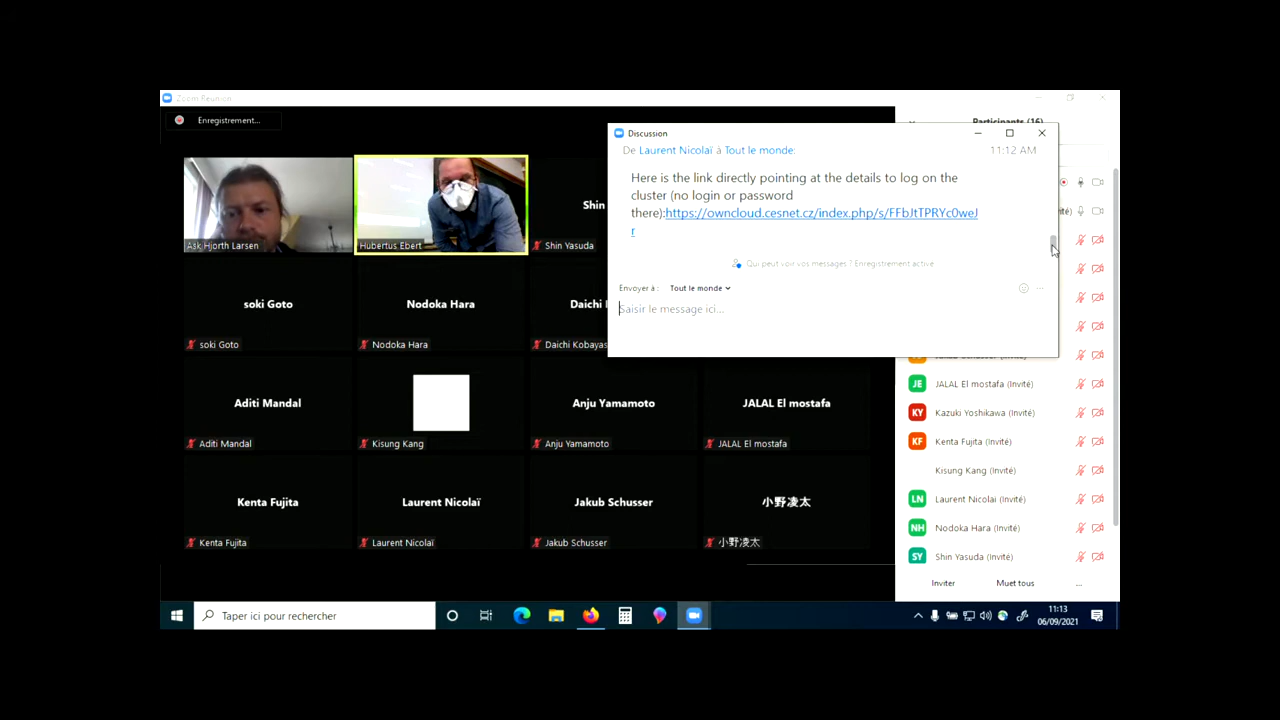 Zoom Réunion
Enregistrement...
Participants (16)
Discussion
De Laurent Nicolaï à Tout le monde:
11:12 AM
Here is the link directly pointing at the details to log on the
cluster (no login or password
there):https://owncloud.cesnet.cz/index.php/s/FFbJtTPRYc0weJ
r
Qui peut voir vos messages ? Enregistrement activé
Envoyer à : Tout le monde
Saisir le message ici...
Ask Hjorth Larsen
Hubertus Ebert
Shin
Shin Yasuda
soki Goto
Nodoka Hara
Daichi
soki Goto
Nodoka Hara
Daichi Kobayas
Aditi Mandal
Anju Yamamoto
JALAL El mostafa
Aditi Mandal
Kisung Kang
Anju Yamamoto
JALAL El mostafa
Kenta Fujita
Laurent Nicolaï
Jakub Schusser
小野凌太
Kenta Fujita
Laurent Nicolaï
Jakub Schusser
小野凌太
JE JALAL El mostafa (Invité)
KY Kazuki Yoshikawa (Invité)
KF Kenta Fujita (Invité)
Kisung Kang (Invité)
LN Laurent Nicolaï (Invité)
NH Nodoka Hara (Invité)
SY Shin Yasuda (Invité)
Inviter
Muet tous
...
Taper ici pour rechercher
11:13
06/09/2021